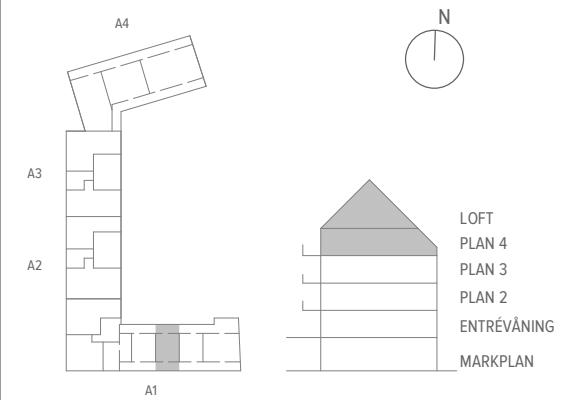 A4
N
A3
A2
A1
LOFT
PLAN 4
PLAN 3
PLAN 2
ENTRÉVÅNING
MARKPLAN